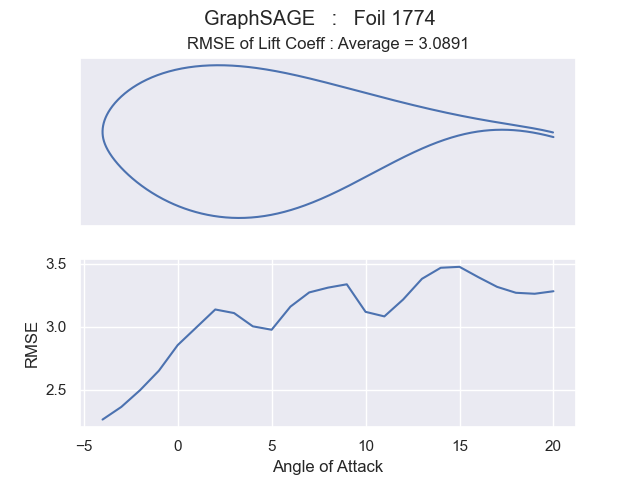 GraphSAGE : Foil 1774
RMSE of Lift Coeff : Average = 3.0891
3.5
3.0
2.5
RMSE
−5 0 5 10 15 20
Angle of Attack